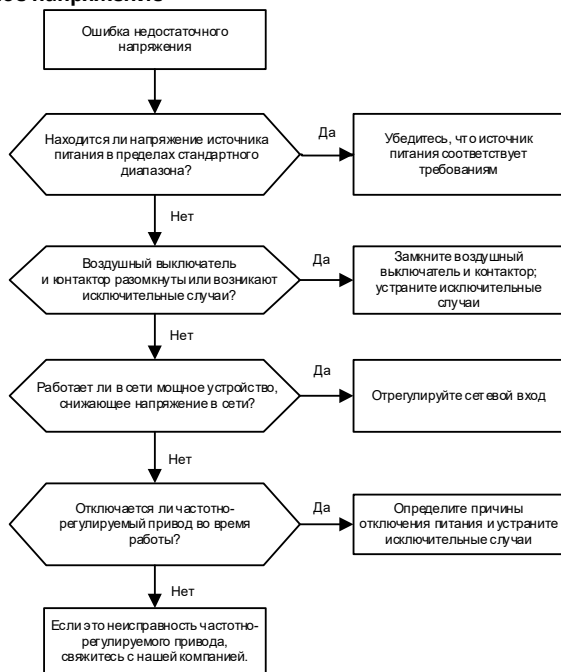 напряжение
Ошибка недостаточного
напряжения
Находится ли напряжение источника
питания в пределах стандартного
диапазона?
Да
Убедитесь, что источник
питания соответствует
требованиям
Нет
Воздушный выключатель
и контактор разомкнуты или возникают
исключительные случаи?
Да
Замкните воздушный
выключатель и контактор;
устраните исключительные
случаи
Нет
Работает ли в сети мощное устройство,
снижающее напряжение в сети?
Да
Отрегулируйте сетевой вход
Нет
Отключается ли частотно-
регулируемый привод во время
работы?
Да
Определите причины
отключения питания и устраните
исключительные случаи
Нет
Если это неисправность частотно-
регулируемого привода,
свяжитесь с нашей компанией.